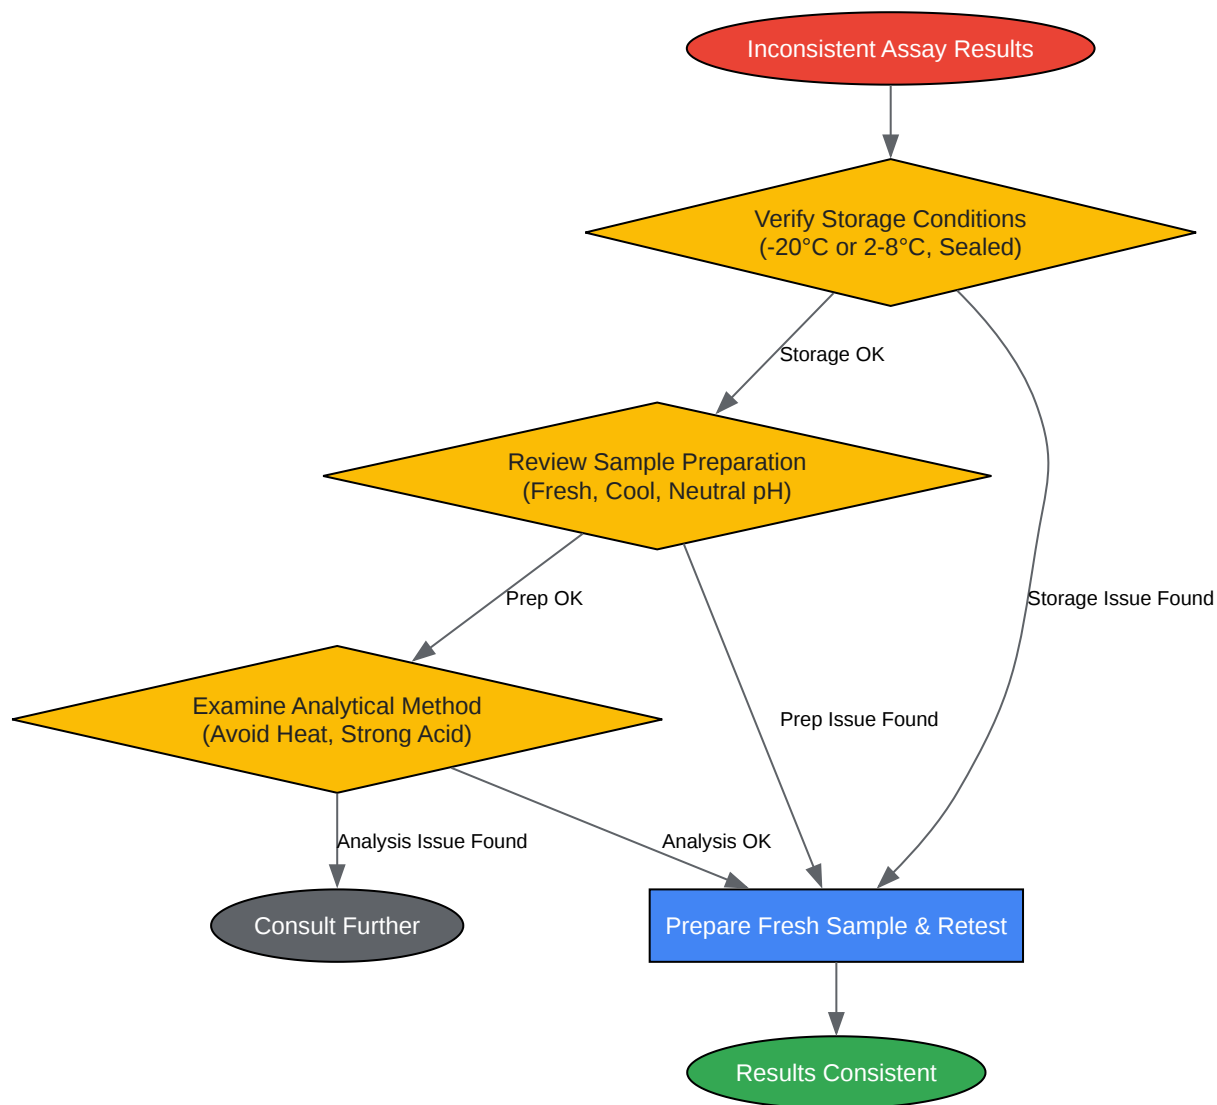 Inconsistent Assay Results
Verify Storage Conditions
(-20°C or 2-8°C, Sealed)
Storage OK
Review Sample Preparation
(Fresh, Cool, Neutral pH)
Prep OK
Storage Issue Found
Examine Analytical Method
(Avoid Heat, Strong Acid)
Prep Issue Found
Analysis Issue Found
Analysis OK
Consult Further
Prepare Fresh Sample & Retest
Results Consistent